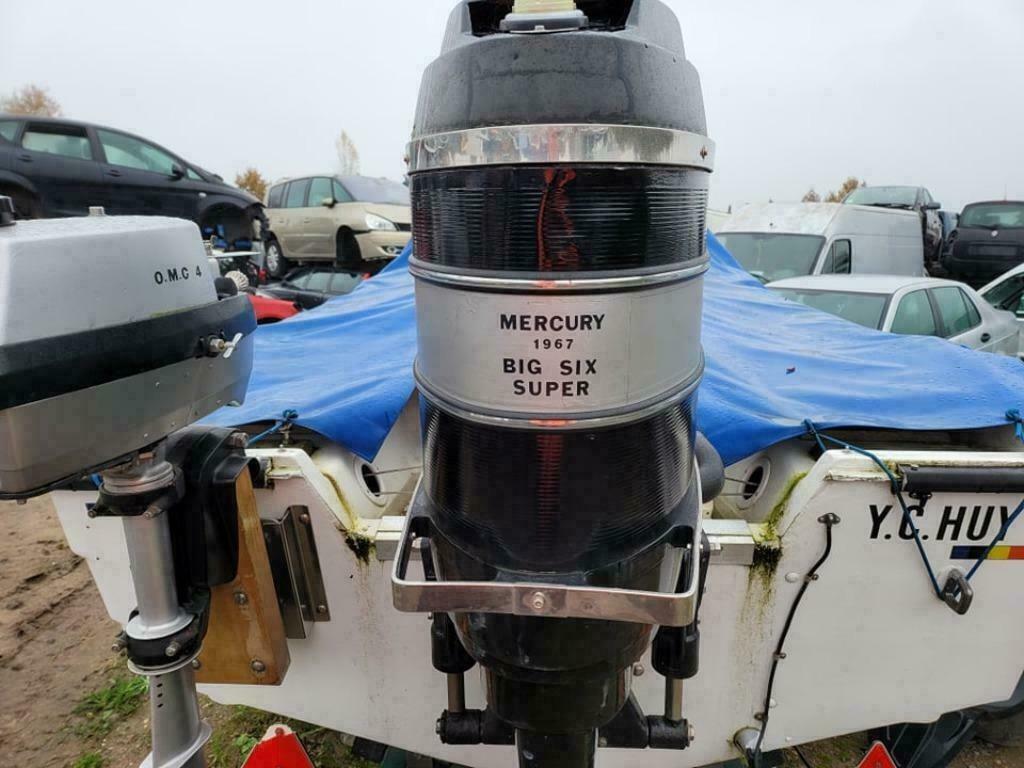 O.M.C 4
MERCURY
1967
BIG SIX
SUPER
Y.C.HUY